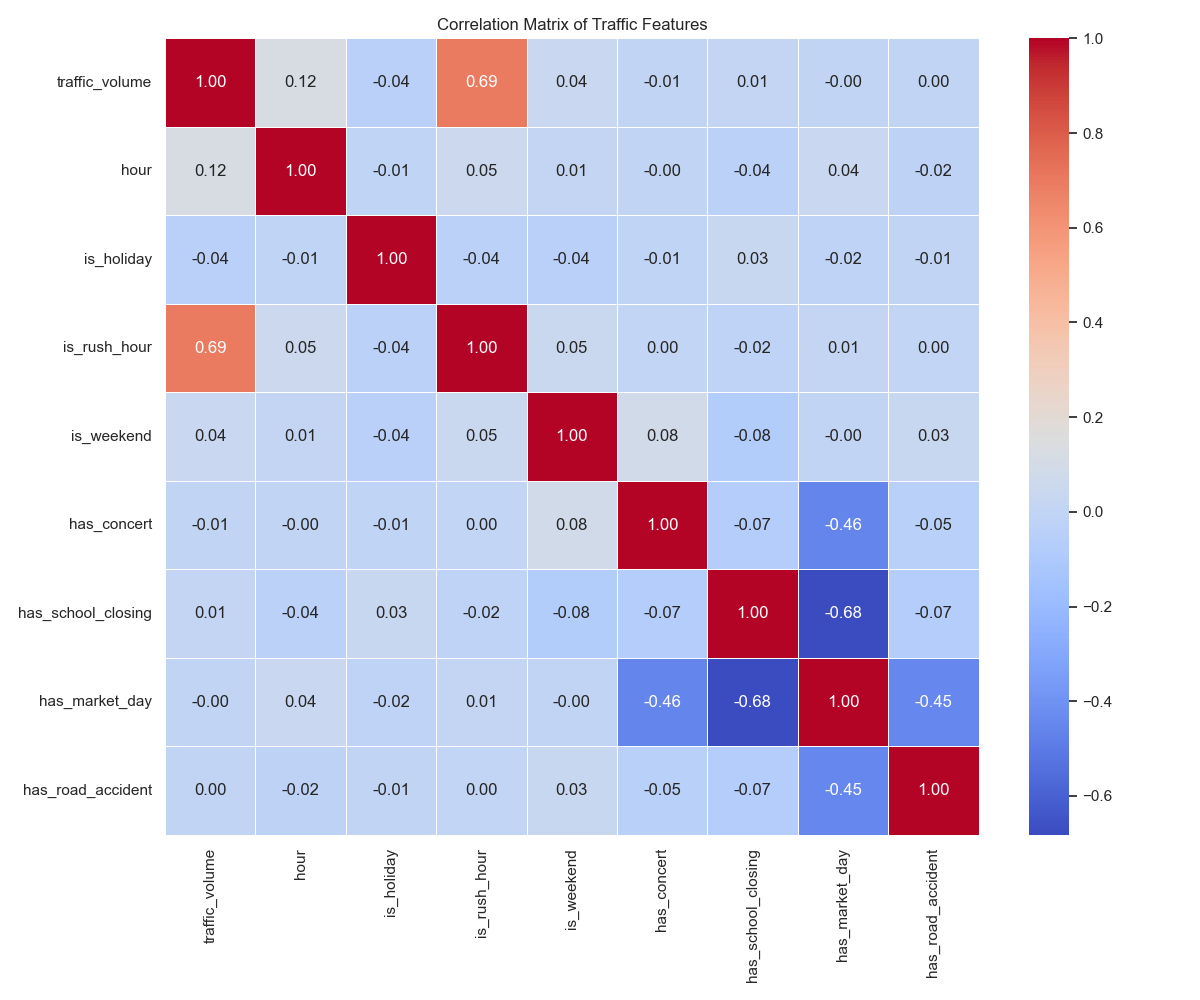 Correlation Matrix of Traffic Features
traffic_volume 1.00 0.12 -0.04 0.69 0.04 -0.01 0.01 -0.00 0.00
hour 0.12 1.00 -0.01 0.05 0.01 -0.00 -0.04 0.04 -0.02
is_holiday -0.04 -0.01 1.00 -0.04 -0.04 -0.01 0.03 -0.02 -0.01
is_rush_hour 0.69 0.05 -0.04 1.00 0.05 0.00 -0.02 0.01 0.00
is_weekend 0.04 0.01 -0.04 0.05 1.00 0.08 -0.08 -0.00 0.03
has_concert -0.01 -0.00 -0.01 0.00 0.08 1.00 -0.07 -0.46 -0.05
has_school_closing 0.01 -0.04 0.03 -0.02 -0.08 -0.07 1.00 -0.68 -0.07
has_market_day -0.00 0.04 -0.02 0.01 -0.00 -0.46 -0.68 1.00 -0.45
has_road_accident 0.00 -0.02 -0.01 0.00 0.03 -0.05 -0.07 -0.45 1.00
traffic_volume
hour
is_holiday
is_rush_hour
is_weekend
has_concert
has_school_closing
has_market_day
has_road_accident
1.0
0.8
0.6
0.4
0.2
0.0
-0.2
-0.4
-0.6